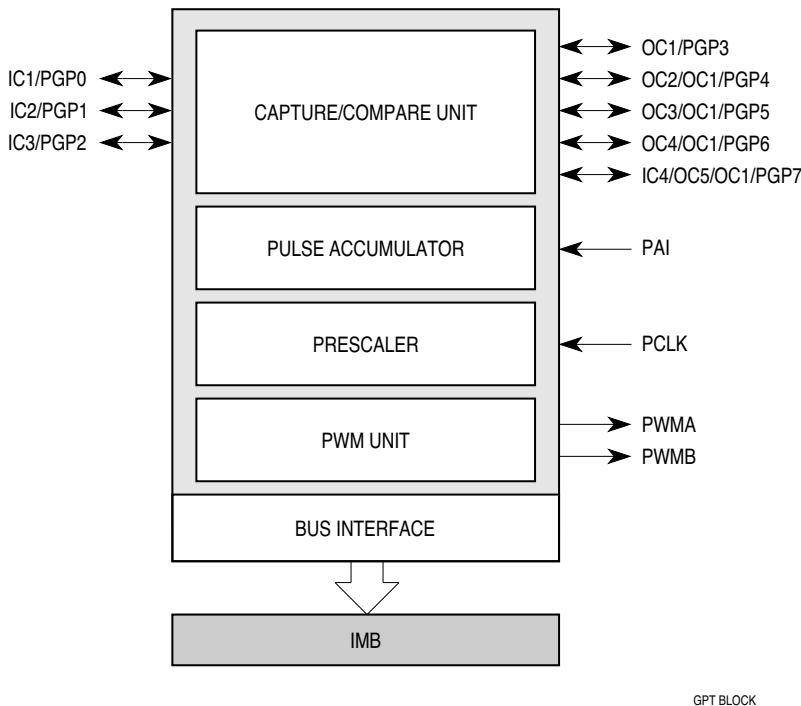 IC1/PGP0
IC2/PGP1
IC3/PGP2
CAPTURE/COMPARE UNIT
OC1/PGP3
OC2/OC1/PGP4
OC3/OC1/PGP5
OC4/OC1/PGP6
IC4/OC5/OC1/PGP7
PULSE ACCUMULATOR
PAI
PRESCALER
PCLK
PWM UNIT
PWMA
PWMB
BUS INTERFACE
IMB
GPT BLOCK